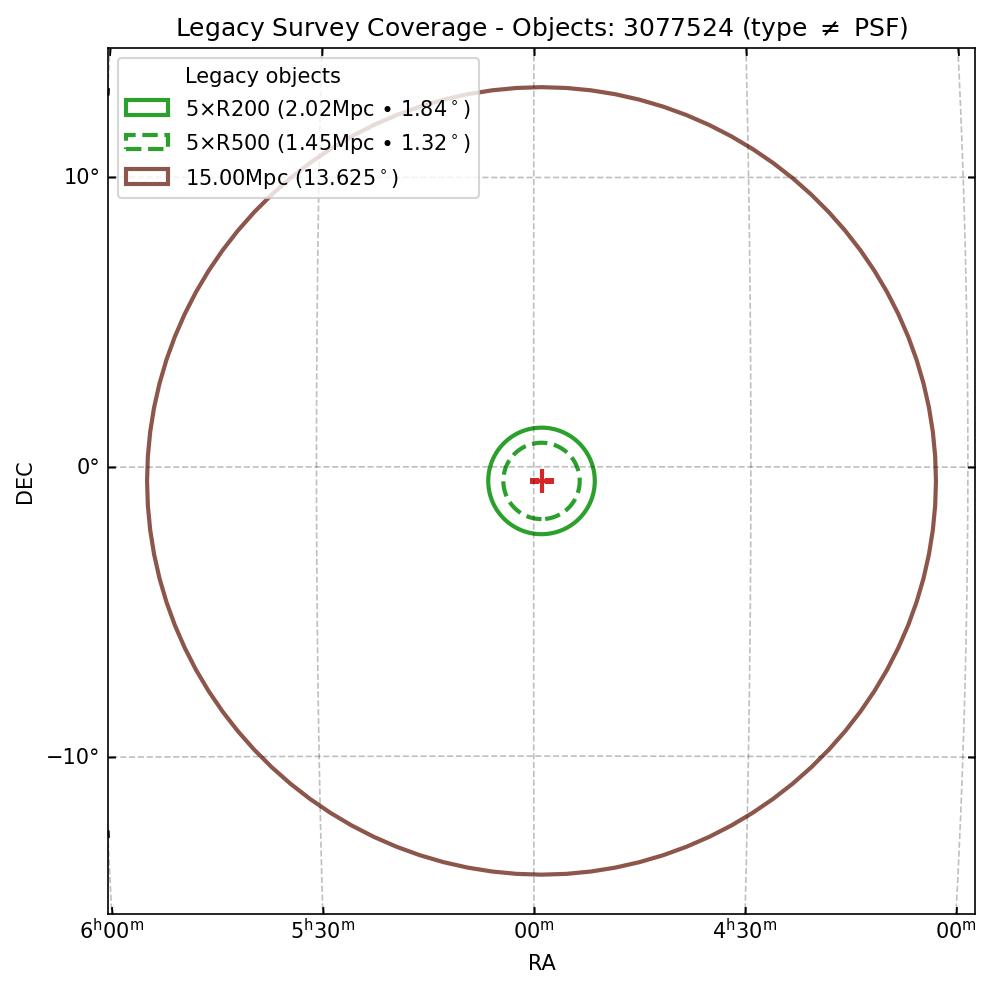 Legacy Survey Coverage - Objects: 3077524 (type ≠ PSF)
Legacy objects
5×R200 (2.02Mpc • 1.84°)
5×R500 (1.45Mpc • 1.32°)
15.00Mpc (13.625°)
10°
0°
−10°
DEC
6ʰ00ᵐ 5ʰ30ᵐ 00ᵐ 4ʰ30ᵐ 00ᵐ
RA